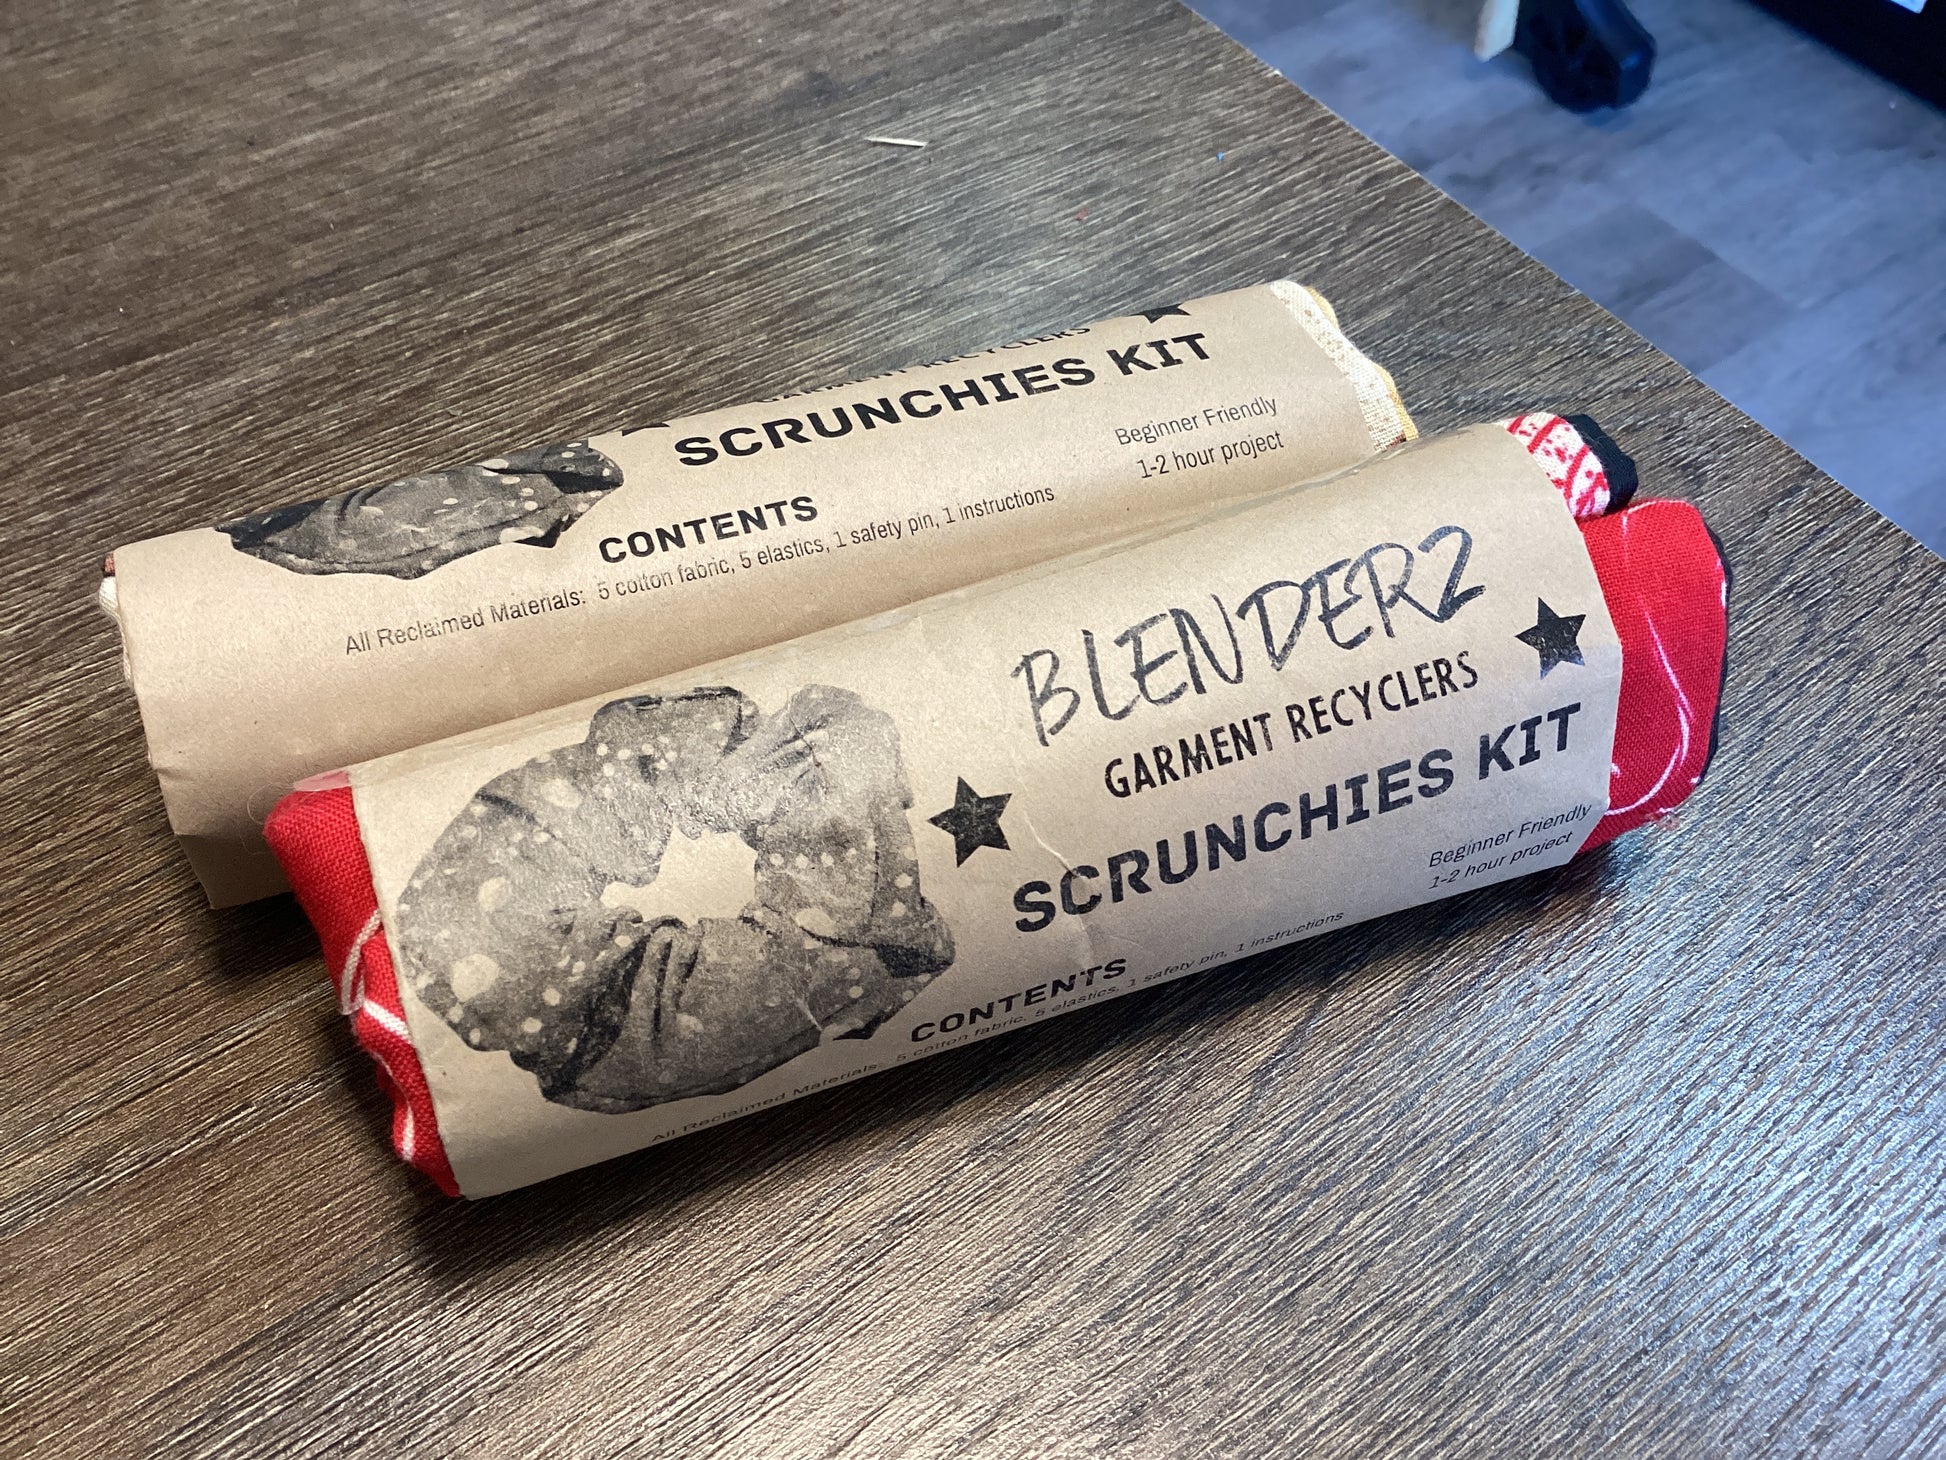 GARMENT RECYCLERS
SCRUNCHIES KIT
Beginner Friendly
1-2 hour project
CONTENTS
All Reclaimed Materials: 5 cotton fabric, 5 elastics, 1 safety pin, 1 instructions
BLENDERZ
GARMENT RECYCLERS
SCRUNCHIES KIT
Beginner Friendly
1-2 hour project
CONTENTS
All Reclaimed Materials: 5 cotton fabric, 5 elastics, 1 safety pin, 1 instructions